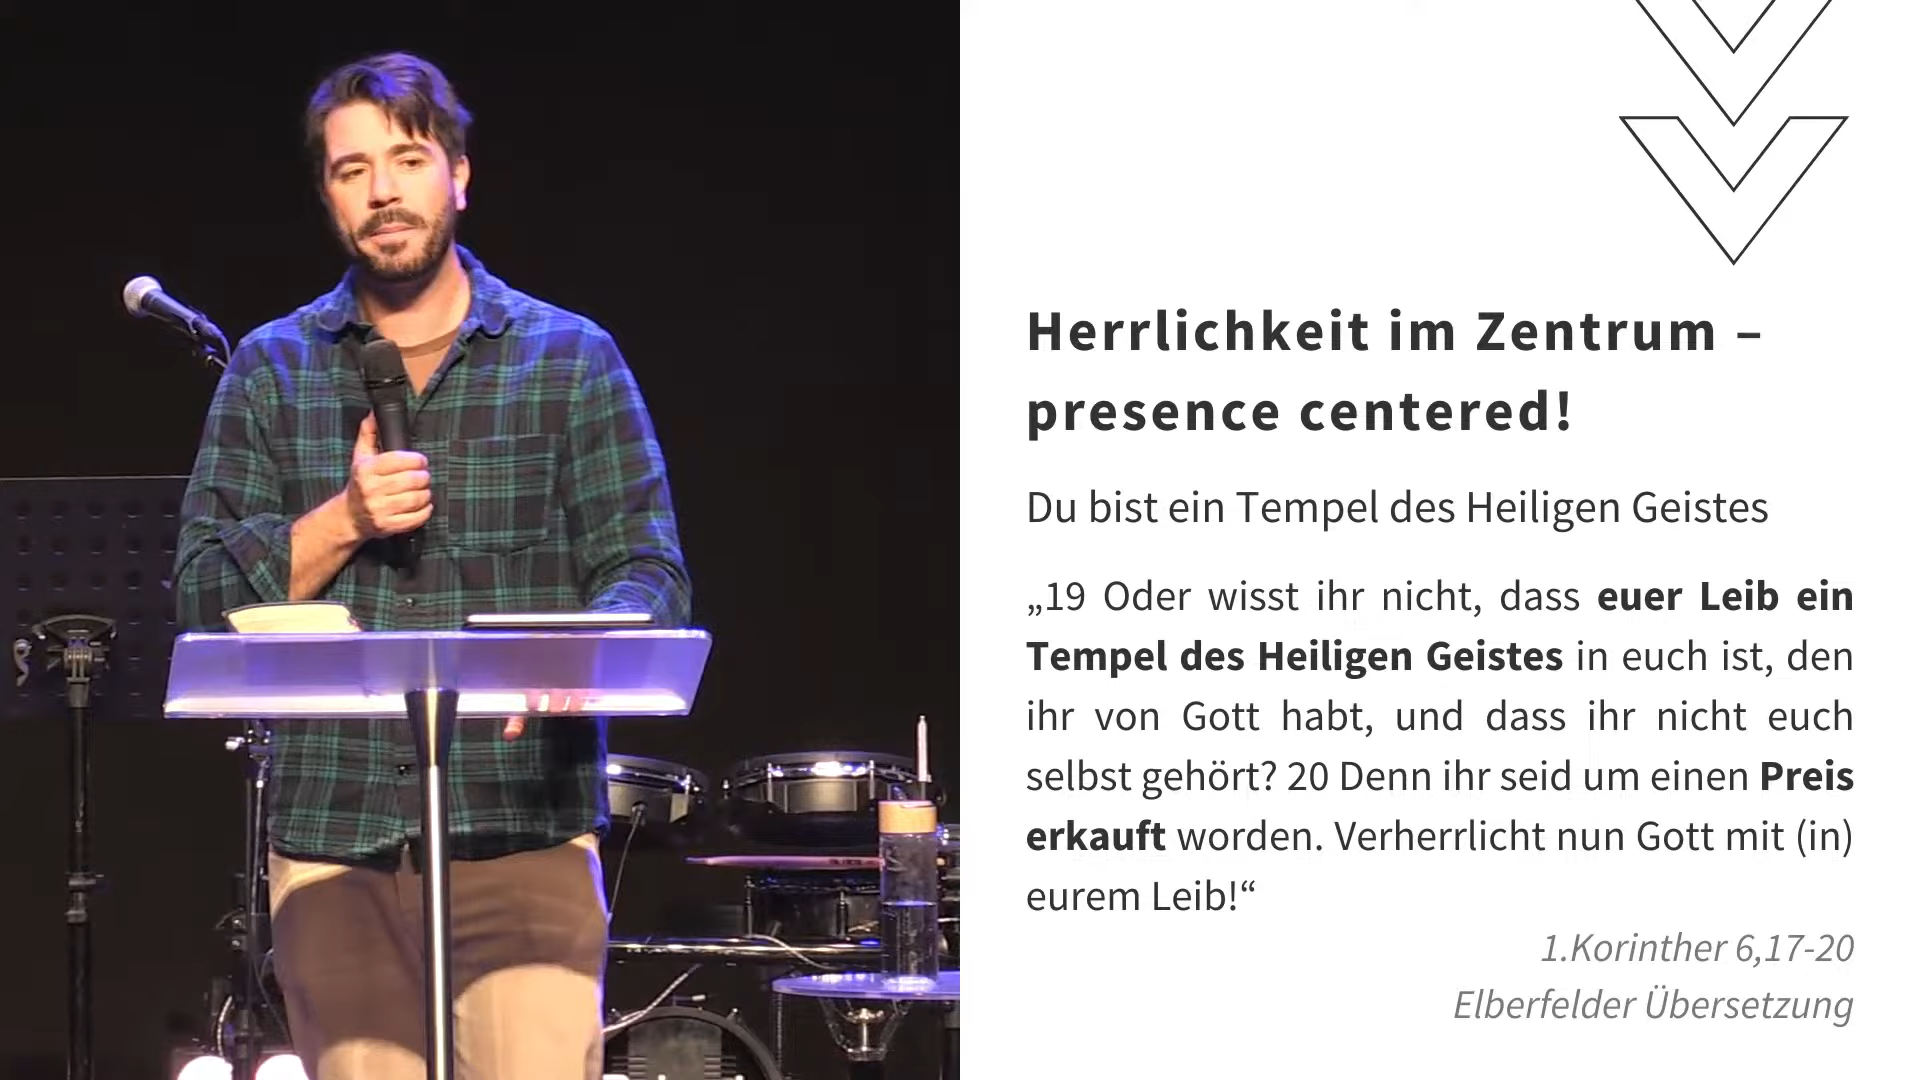 Herrlichkeit im Zentrum –
presence centered!
Du bist ein Tempel des Heiligen Geistes
„19 Oder wisst ihr nicht, dass euer Leib ein
Tempel des Heiligen Geistes in euch ist, den
ihr von Gott habt, und dass ihr nicht euch
selbst gehört? 20 Denn ihr seid um einen Preis
erkauft worden. Verherrlicht nun Gott mit (in)
eurem Leib!“
1.Korinther 6,17-20
Elberfelder Übersetzung